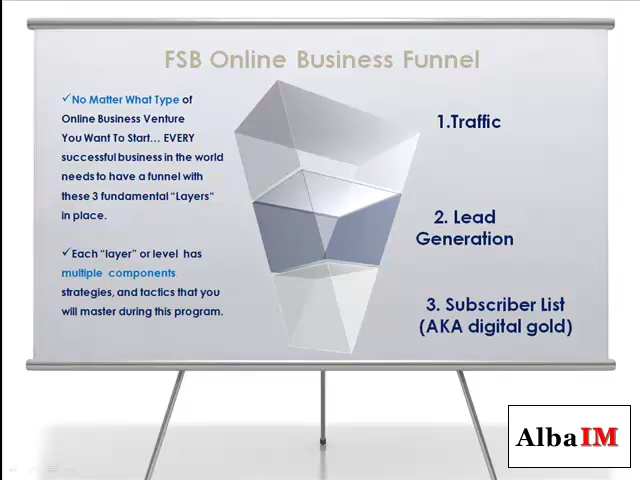 FSB Online Business Funnel
✓No Matter What Type of
Online Business Venture
You Want To Start... EVERY
successful business in the world
needs to have a funnel with
these 3 fundamental “Layers”
in place.
✓Each “layer” or level has
multiple components
strategies, and tactics that you
will master during this program.
1.Traffic
2. Lead
Generation
3. Subscriber List
(AKA digital gold)
AlbaIM